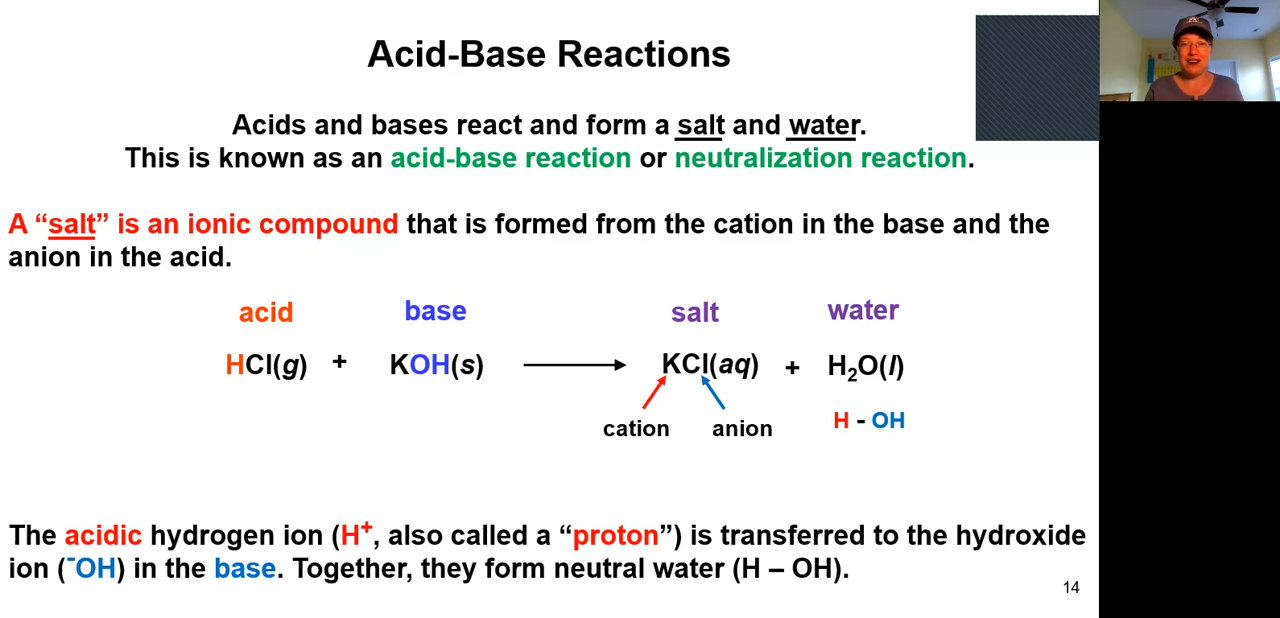 Acid-Base Reactions
Acids and bases react and form a salt and water.
This is known as an acid-base reaction or neutralization reaction.
A “salt” is an ionic compound that is formed from the cation in the base and the
anion in the acid.
acid base salt water
HCl(g) + KOH(s) ⟶ KCl(aq) + H₂O(l)
cation anion H - OH
The acidic hydrogen ion (H⁺, also called a “proton”) is transferred to the hydroxide
ion (⁻OH) in the base. Together, they form neutral water (H – OH).
14